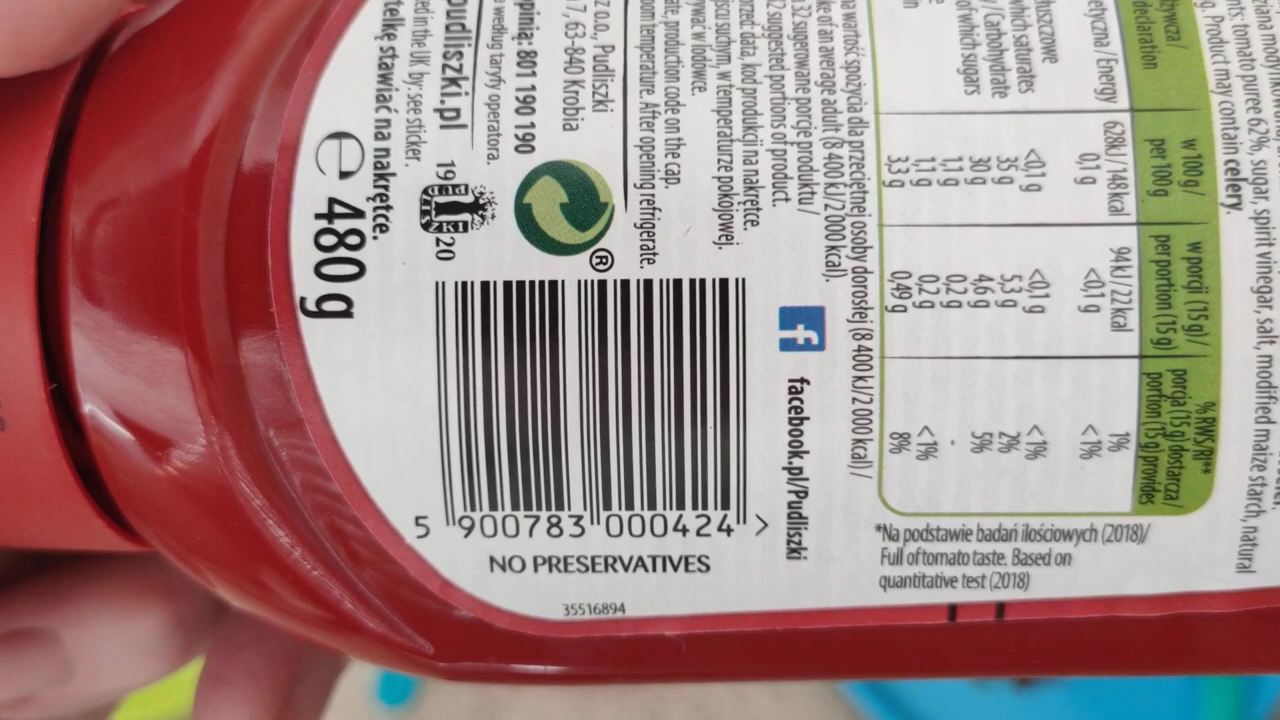 nts: tomato puree 62%, sugar, spirit vinegar, salt, modified maize starch, natural
g. Product may contain celery.
żywcza / w 100 g / w porcji (15 g) / % RWS/RI**
declaration per 100 g per portion (15 g) porcja (15 g) dostarcza /
portion (15 g) provides
etyczna / Energy 628kJ/148kcal 94kJ/22kcal 1%
0,1 g <0,1 g <1%
łuszczowe
which saturates <0,1 g <0,1 g <1%
y / Carbohydrate 35 g 5,3 g 2%
of which sugars 30 g 4,6 g 5%
1,1 g 0,2 g -
1,1 g 0,2 g <1%
3,3 g 0,49 g 8%
na wartość spożycia dla przeciętnej osoby dorosłej (8 400 kJ/2 000 kcal) /
ke of an average adult (8 400 kJ/2 000 kcal).
a 32 sugerowane porcje produktu /
2 suggested portions of product.
przed: data, kod produkcji na nakrętce.
jscu suchym, w temperaturze pokojowej.
ywać w lodówce.
ate, production code on the cap.
oom temperature. After opening refrigerate.
z o.o., Pudliszki
7, 63-840 Krobia
opnią: 801 190 190
według taryfy operatora.
pudliszki.pl
19 20
ed in the UK by: see sticker.
telkę stawiać na nakrętce.
e 480 g
®
f facebook.pl/Pudliszki
*Na podstawie badań ilościowych (2018)/
Full of tomato taste. Based on
quantitative test (2018)
5 900783 000424 >
NO PRESERVATIVES
35516894